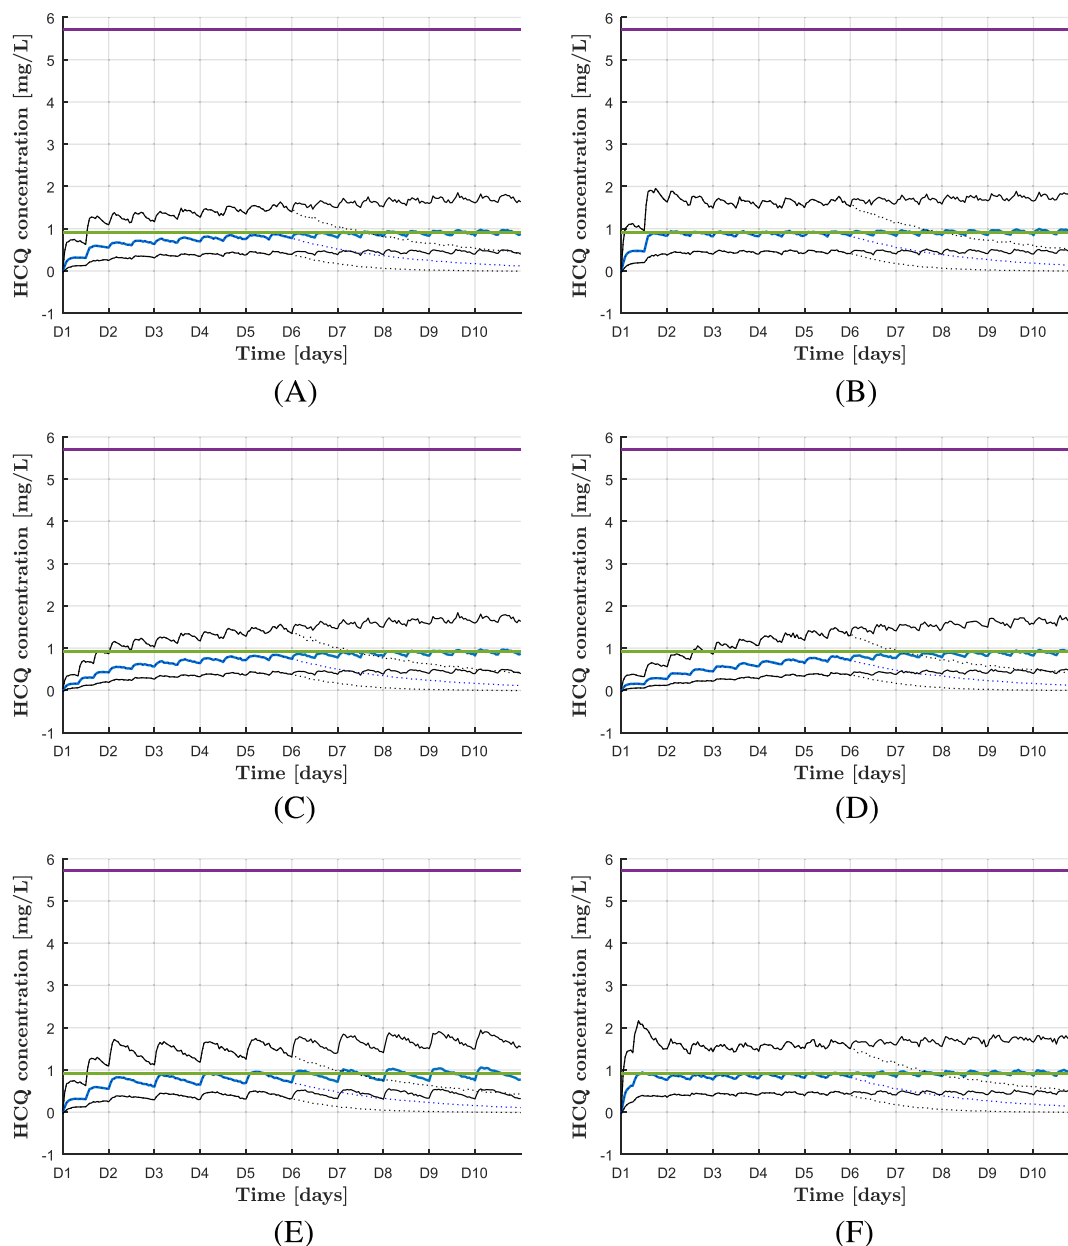 6
5
4
3
2
1
0
-1
HCQ concentration [mg/L]
D1 D2 D3 D4 D5 D6 D7 D8 D9 D10
Time [days]
(A)
6
5
4
3
2
1
0
-1
HCQ concentration [mg/L]
D1 D2 D3 D4 D5 D6 D7 D8 D9 D10
Time [days]
(B)
6
5
4
3
2
1
0
-1
HCQ concentration [mg/L]
D1 D2 D3 D4 D5 D6 D7 D8 D9 D10
Time [days]
(C)
6
5
4
3
2
1
0
-1
HCQ concentration [mg/L]
D1 D2 D3 D4 D5 D6 D7 D8 D9 D10
Time [days]
(D)
6
5
4
3
2
1
0
-1
HCQ concentration [mg/L]
D1 D2 D3 D4 D5 D6 D7 D8 D9 D10
Time [days]
(E)
6
5
4
3
2
1
0
-1
HCQ concentration [mg/L]
D1 D2 D3 D4 D5 D6 D7 D8 D9 D10
Time [days]
(F)